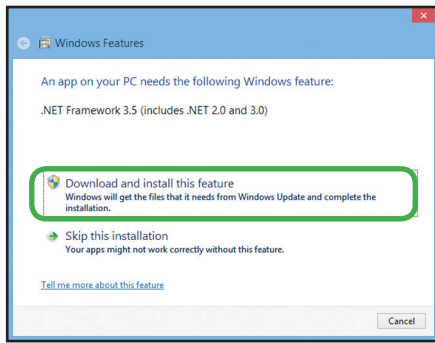 Windows Features
An app on your PC needs the following Windows feature:
.NET Framework 3.5 (includes .NET 2.0 and 3.0)
Download and install this feature
Windows will get the files that it needs from Windows Update and complete the
installation.
Skip this installation
Your apps might not work correctly without this feature.
Tell me more about this feature
Cancel